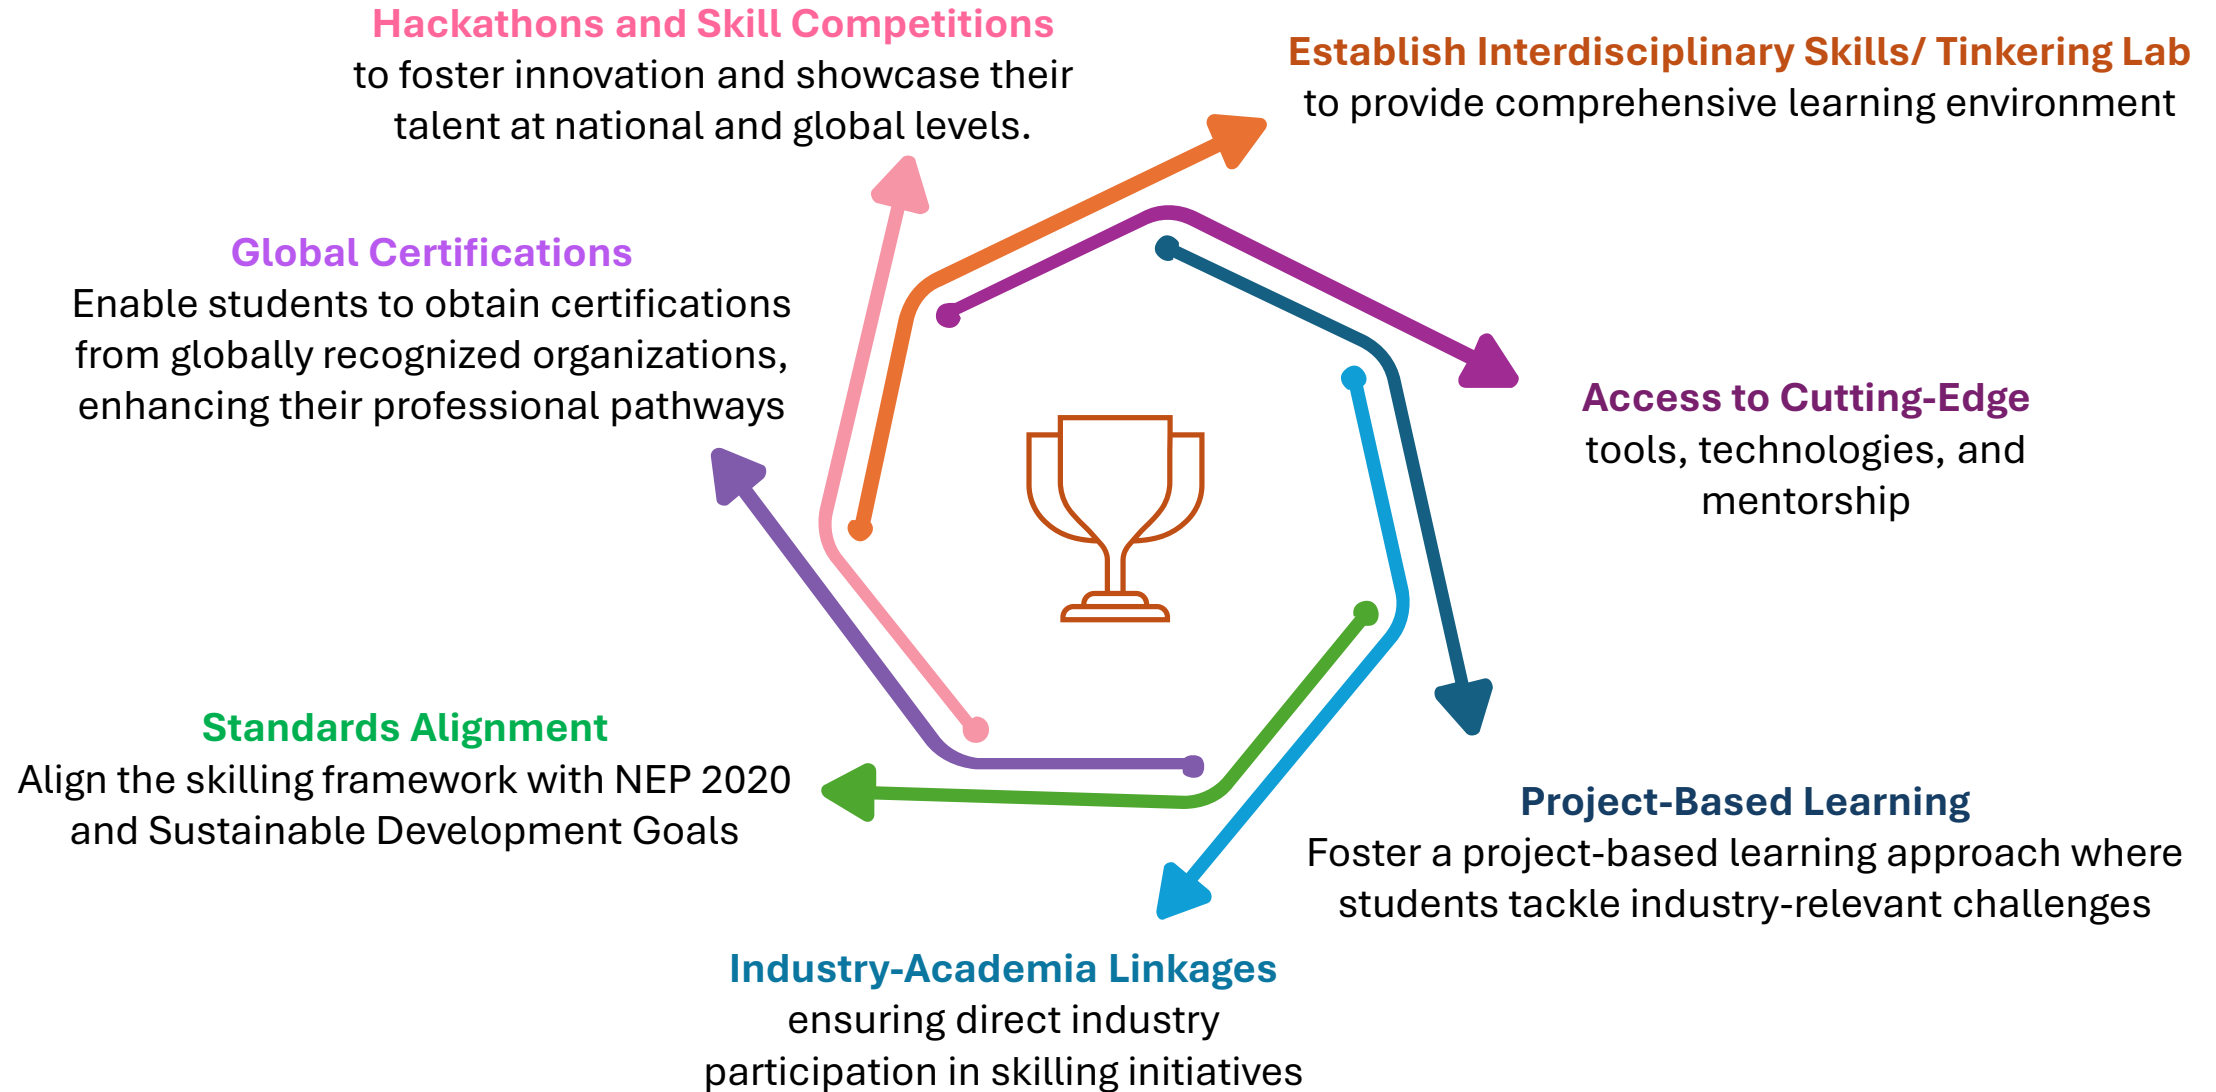 Hackathons and Skill Competitions
to foster innovation and showcase their
talent at national and global levels.
Establish Interdisciplinary Skills/ Tinkering Lab
to provide comprehensive learning environment
Global Certifications
Enable students to obtain certifications
from globally recognized organizations,
enhancing their professional pathways
Access to Cutting-Edge
tools, technologies, and
mentorship
Standards Alignment
Align the skilling framework with NEP 2020
and Sustainable Development Goals
Project-Based Learning
Foster a project-based learning approach where
students tackle industry-relevant challenges
Industry-Academia Linkages
ensuring direct industry
participation in skilling initiatives